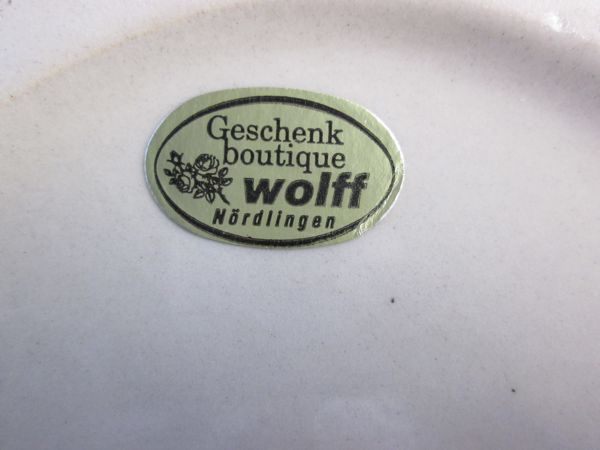 Geschenk
boutique
wolff
Nördlingen